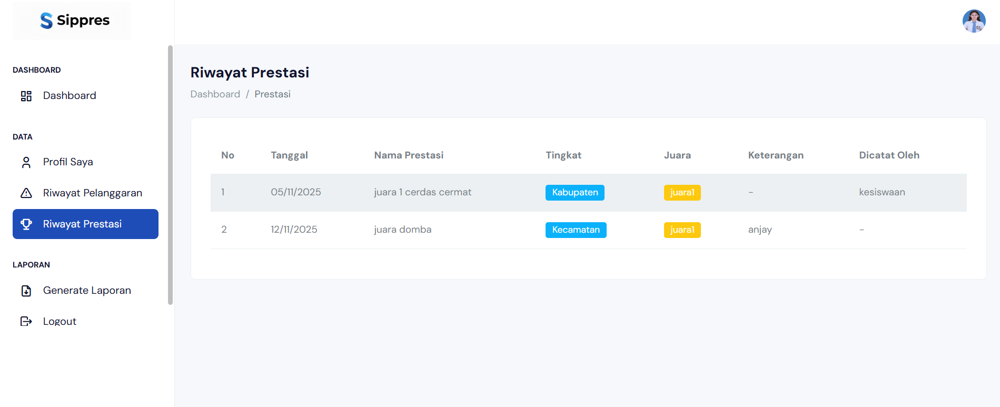 Sippres
DASHBOARD
Dashboard
DATA
Profil Saya
Riwayat Pelanggaran
Riwayat Prestasi
LAPORAN
Generate Laporan
Logout
Riwayat Prestasi
Dashboard / Prestasi
No Tanggal Nama Prestasi Tingkat Juara Keterangan Dicatat Oleh
1 05/11/2025 juara 1 cerdas cermat Kabupaten juara1 - kesiswaan
2 12/11/2025 juara domba Kecamatan juara1 anjay -